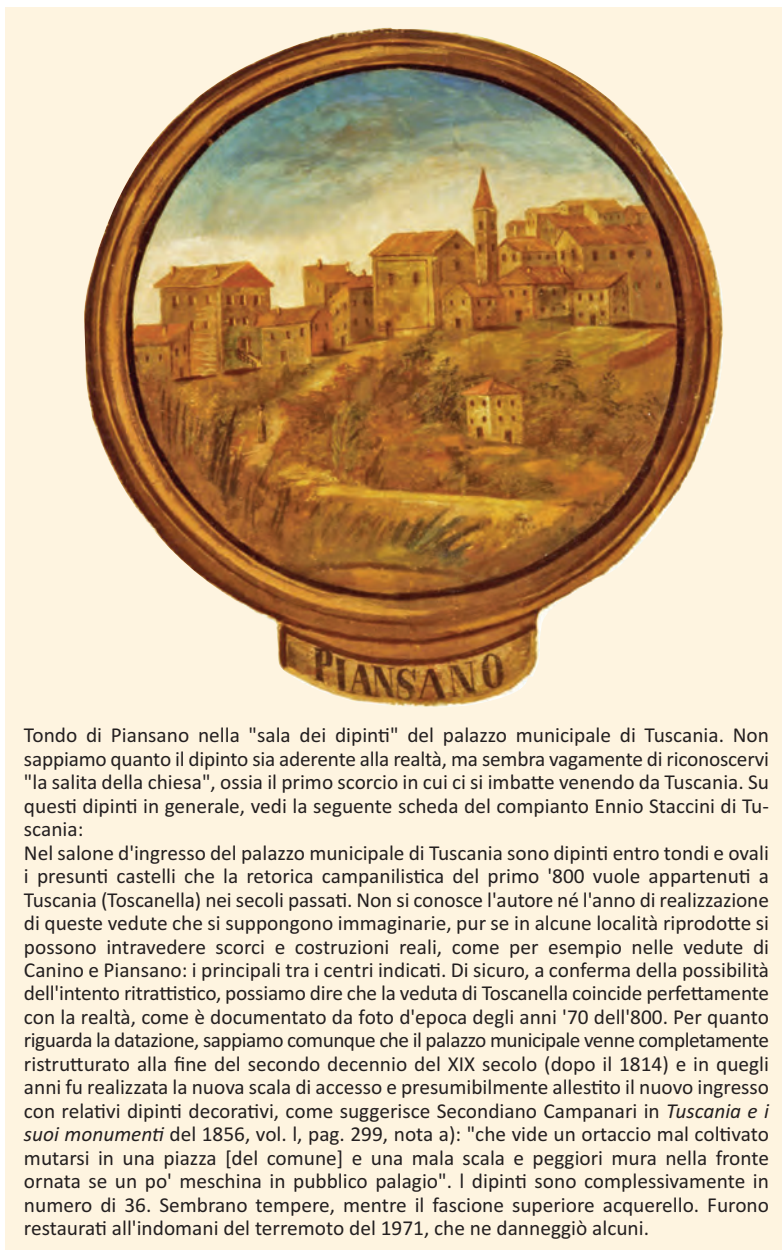 PIANSANO
Tondo di Piansano nella "sala dei dipinti" del palazzo municipale di Tuscania. Non
sappiamo quanto il dipinto sia aderente alla realtà, ma sembra vagamente di riconoscervi
"la salita della chiesa", ossia il primo scorcio in cui ci si imbatte venendo da Tuscania. Su
questi dipinti in generale, vedi la seguente scheda del compianto Ennio Staccini di Tu-
scania:
Nel salone d'ingresso del palazzo municipale di Tuscania sono dipinti entro tondi e ovali
i presunti castelli che la retorica campanilistica del primo '800 vuole appartenuti a
Tuscania (Toscanella) nei secoli passati. Non si conosce l'autore né l'anno di realizzazione
di queste vedute che si suppongono immaginarie, pur se in alcune località riprodotte si
possono intravedere scorci e costruzioni reali, come per esempio nelle vedute di
Canino e Piansano: i principali tra i centri indicati. Di sicuro, a conferma della possibilità
dell'intento ritrattistico, possiamo dire che la veduta di Toscanella coincide perfettamente
con la realtà, come è documentato da foto d'epoca degli anni '70 dell'800. Per quanto
riguarda la datazione, sappiamo comunque che il palazzo municipale venne completamente
ristrutturato alla fine del secondo decennio del XIX secolo (dopo il 1814) e in quegli
anni fu realizzata la nuova scala di accesso e presumibilmente allestito il nuovo ingresso
con relativi dipinti decorativi, come suggerisce Secondiano Campanari in Tuscania e i
suoi monumenti del 1856, vol. l, pag. 299, nota a): "che vide un ortaccio mal coltivato
mutarsi in una piazza [del comune] e una mala scala e peggiori mura nella fronte
ornata se un po' meschina in pubblico palagio". l dipinti sono complessivamente in
numero di 36. Sembrano tempere, mentre il fascione superiore acquerello. Furono
restaurati all'indomani del terremoto del 1971, che ne danneggiò alcuni.